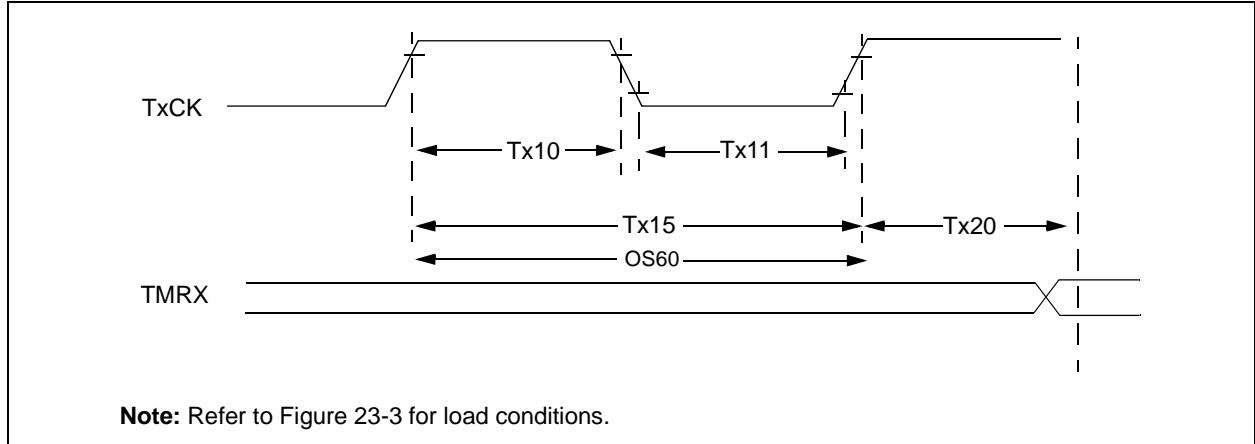 TxCK
Tx10
Tx11
Tx15
Tx20
OS60
TMRX
Note: Refer to Figure 23-3 for load conditions.